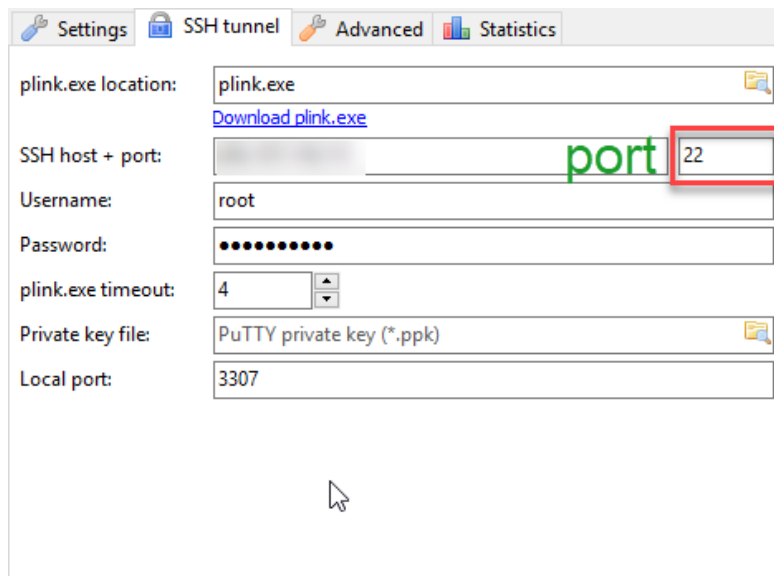 Settings SSH tunnel Advanced Statistics
plink.exe location: plink.exe
Download plink.exe
SSH host + port: port 22
Username: root
Password: ●●●●●●●●●●
plink.exe timeout: 4
Private key file: PuTTY private key (*.ppk)
Local port: 3307